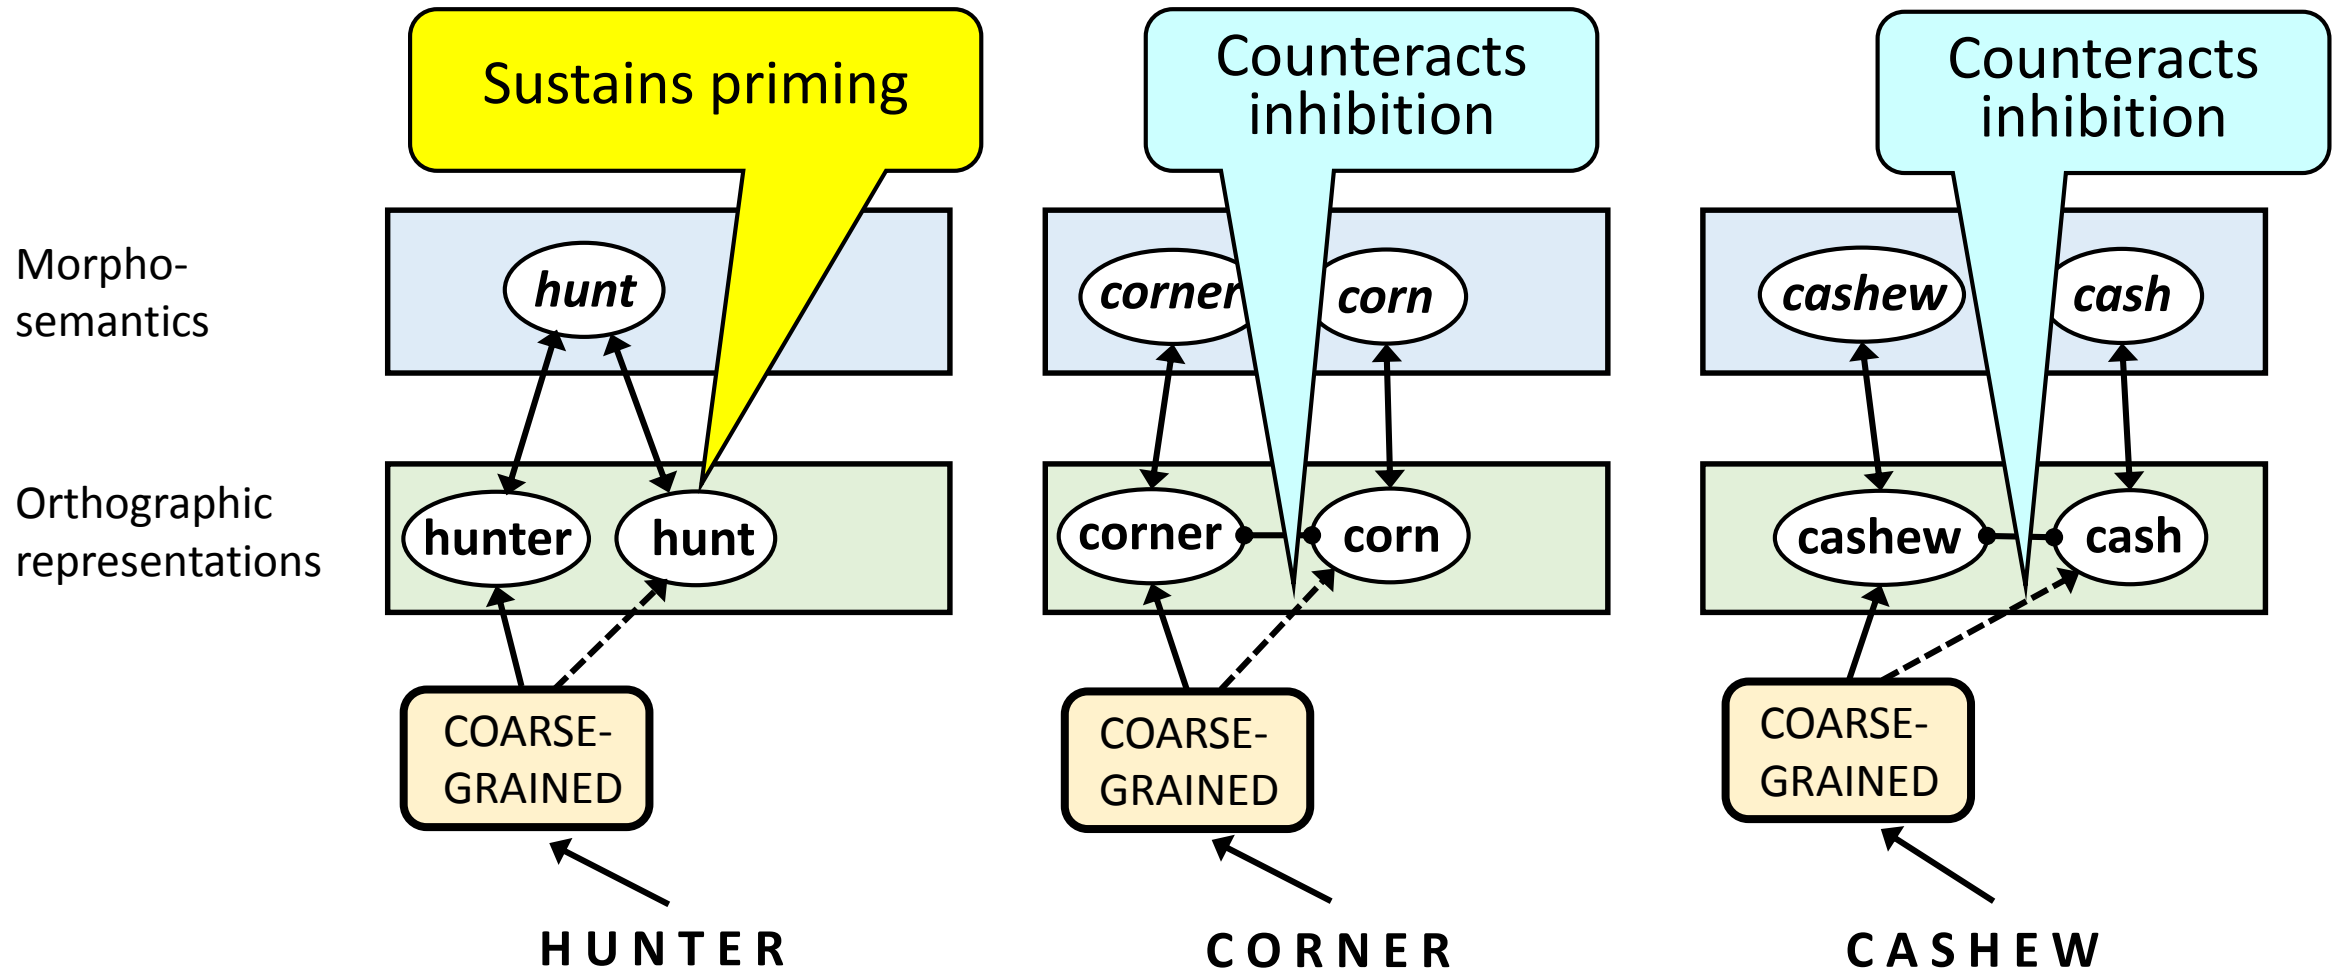 Sustains priming
Counteracts
inhibition
Counteracts
inhibition
Morpho-
semantics
hunt
corner
corn
cashew
cash
Orthographic
representations
hunter
hunt
corner
corn
cashew
cash
COARSE-
GRAINED
COARSE-
GRAINED
COARSE-
GRAINED
HUNTER
CORNER
CASHEW